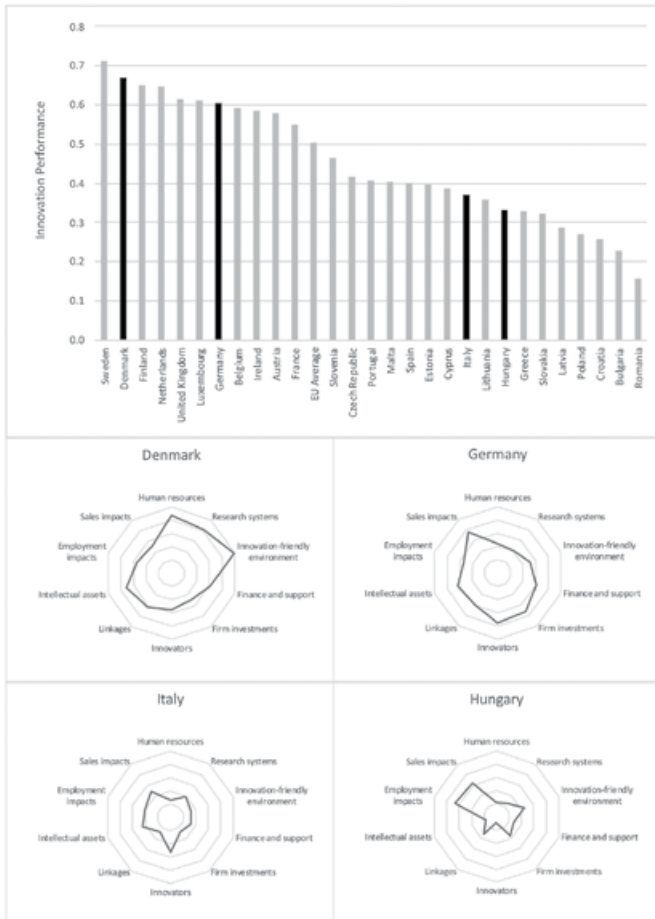 0.8
0.7
0.6
0.5
0.4
0.3
0.2
0.1
0.0
Innovation Performance
Sweden
Denmark
Finland
Netherlands
United Kingdom
Luxembourg
Germany
Belgium
Ireland
Austria
France
EU Average
Slovenia
Czech Republic
Portugal
Malta
Spain
Estonia
Cyprus
Italy
Lithuania
Hungary
Greece
Slovakia
Latvia
Poland
Croatia
Bulgaria
Romania
Denmark
Human resources
Research systems
Innovation-friendly
environment
Finance and support
Firm investments
Innovators
Linkages
Intellectual assets
Employment
impacts
Sales impacts
Germany
Human resources
Research systems
Innovation-friendly
environment
Finance and support
Firm investments
Innovators
Linkages
Intellectual assets
Employment
impacts
Sales impacts
Italy
Human resources
Research systems
Innovation-friendly
environment
Finance and support
Firm investments
Innovators
Linkages
Intellectual assets
Employment
impacts
Sales impacts
Hungary
Human resources
Research systems
Innovation-friendly
environment
Finance and support
Firm investments
Innovators
Linkages
Intellectual assets
Employment
impacts
Sales impacts